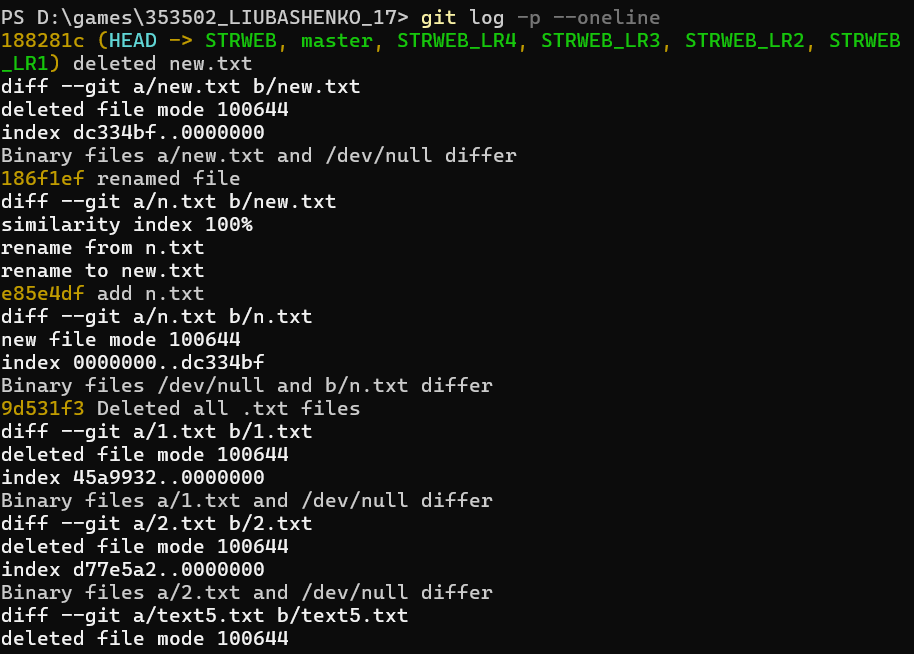 PS D:\games\353502_LIUBASHENKO_17> git log -p --oneline
188281c (HEAD -> STRWEB, master, STRWEB_LR4, STRWEB_LR3, STRWEB_LR2, STRWEB
_LR1) deleted new.txt
diff --git a/new.txt b/new.txt
deleted file mode 100644
index dc334bf..0000000
Binary files a/new.txt and /dev/null differ
186f1ef renamed file
diff --git a/n.txt b/new.txt
similarity index 100%
rename from n.txt
rename to new.txt
e85e4df add n.txt
diff --git a/n.txt b/n.txt
new file mode 100644
index 0000000..dc334bf
Binary files /dev/null and b/n.txt differ
9d531f3 Deleted all .txt files
diff --git a/1.txt b/1.txt
deleted file mode 100644
index 45a9932..0000000
Binary files a/1.txt and /dev/null differ
diff --git a/2.txt b/2.txt
deleted file mode 100644
index d77e5a2..0000000
Binary files a/2.txt and /dev/null differ
diff --git a/text5.txt b/text5.txt
deleted file mode 100644